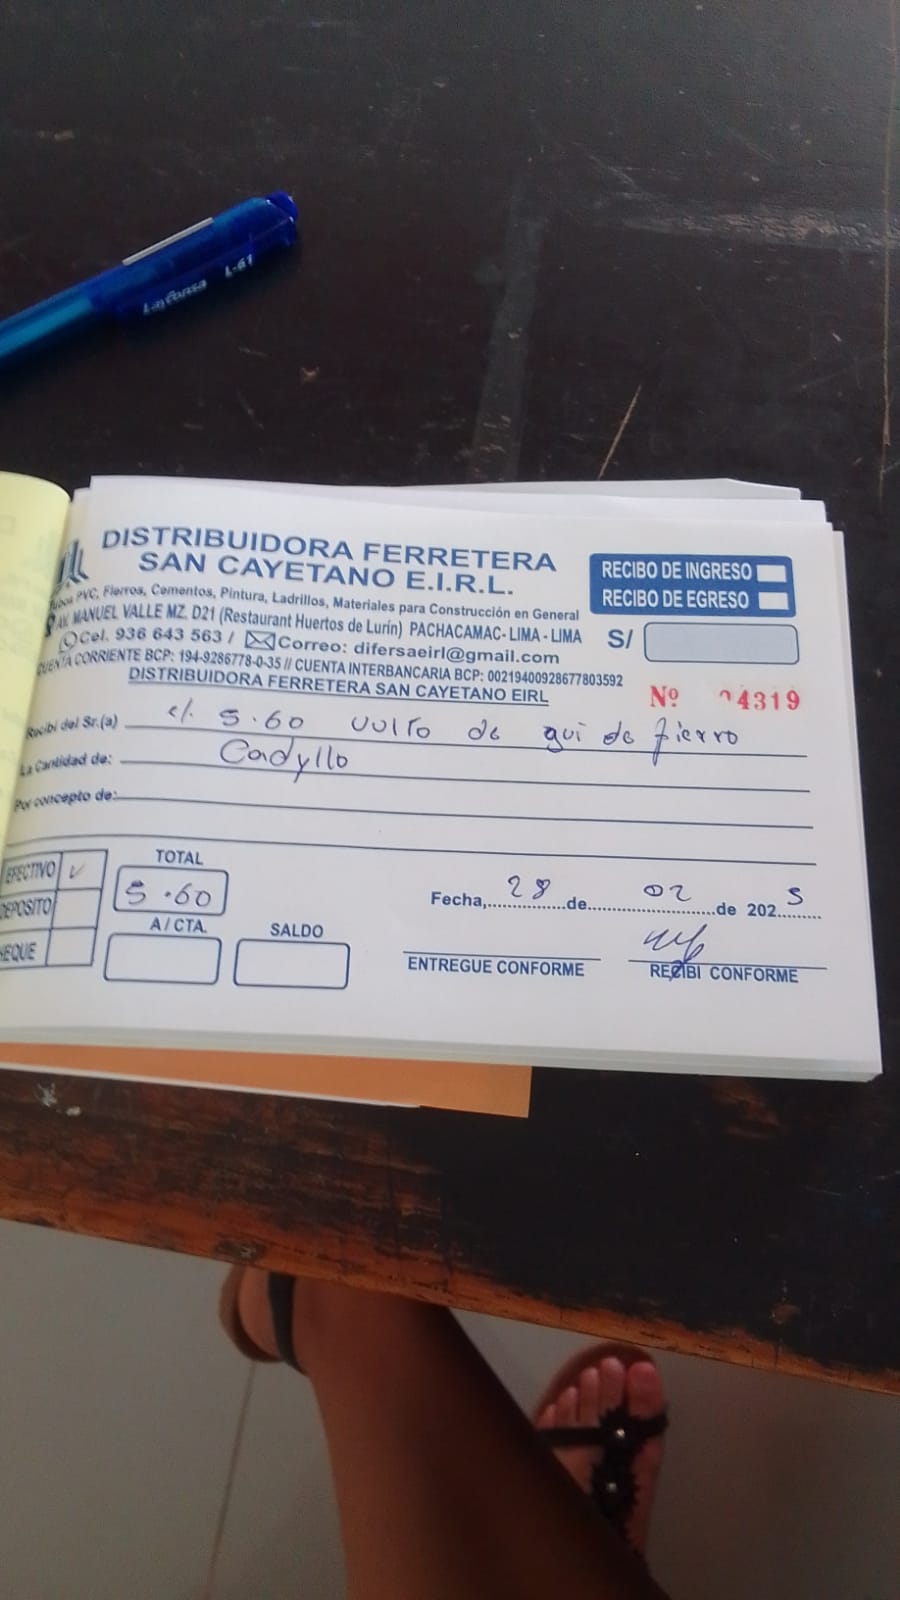 Layconsa L-61
DISTRIBUIDORA FERRETERA
SAN CAYETANO E.I.R.L.
Tubos PVC, Fierros, Cementos, Pintura, Ladrillos, Materiales para Construcción en General
AV. MANUEL VALLE MZ. D21 (Restaurant Huertos de Lurín) PACHACAMAC- LIMA - LIMA
Cel. 936 643 563 / Correo: difersaeirl@gmail.com
CUENTA CORRIENTE BCP: 194-9286778-0-35 // CUENTA INTERBANCARIA BCP: 00219400928677803592
DISTRIBUIDORA FERRETERA SAN CAYETANO EIRL
RECIBO DE INGRESO
RECIBO DE EGRESO
S/
Nº 4319
Recibí del Sr.(a) 5.60 vulto de de fierro
La Cantidad de: Cadyllo
Por concepto de:
EFECTIVO ✓
DEPOSITO
CHEQUE
TOTAL
5.60
A / CTA.
SALDO
Fecha, 28 de 02 de 2025
ENTREGUE CONFORME
RECIBI CONFORME